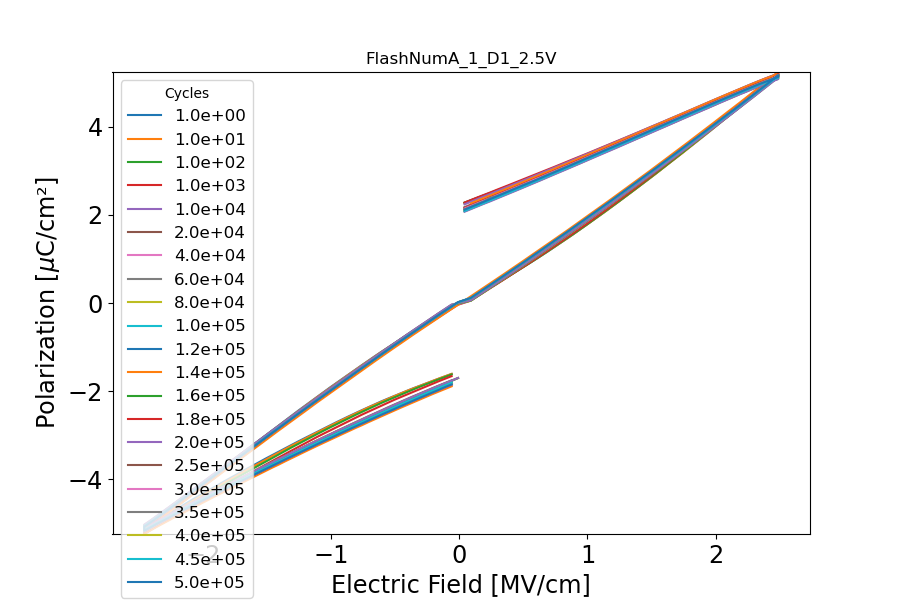 FlashNumA_1_D1_2.5V
Polarization [μC/cm²]
4
2
0
−2
−4
Cycles
1.0e+00
1.0e+01
1.0e+02
1.0e+03
1.0e+04
2.0e+04
4.0e+04
6.0e+04
8.0e+04
1.0e+05
1.2e+05
1.4e+05
1.6e+05
1.8e+05
2.0e+05
2.5e+05
3.0e+05
3.5e+05
4.0e+05
4.5e+05
5.0e+05
−2 −1 0 1 2
Electric Field [MV/cm]